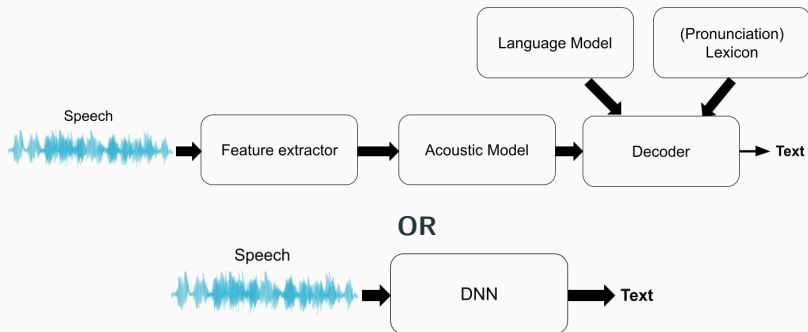 Language Model
(Pronunciation)
Lexicon
Speech
Feature extractor
Acoustic Model
Decoder
Text
OR
Speech
DNN
Text